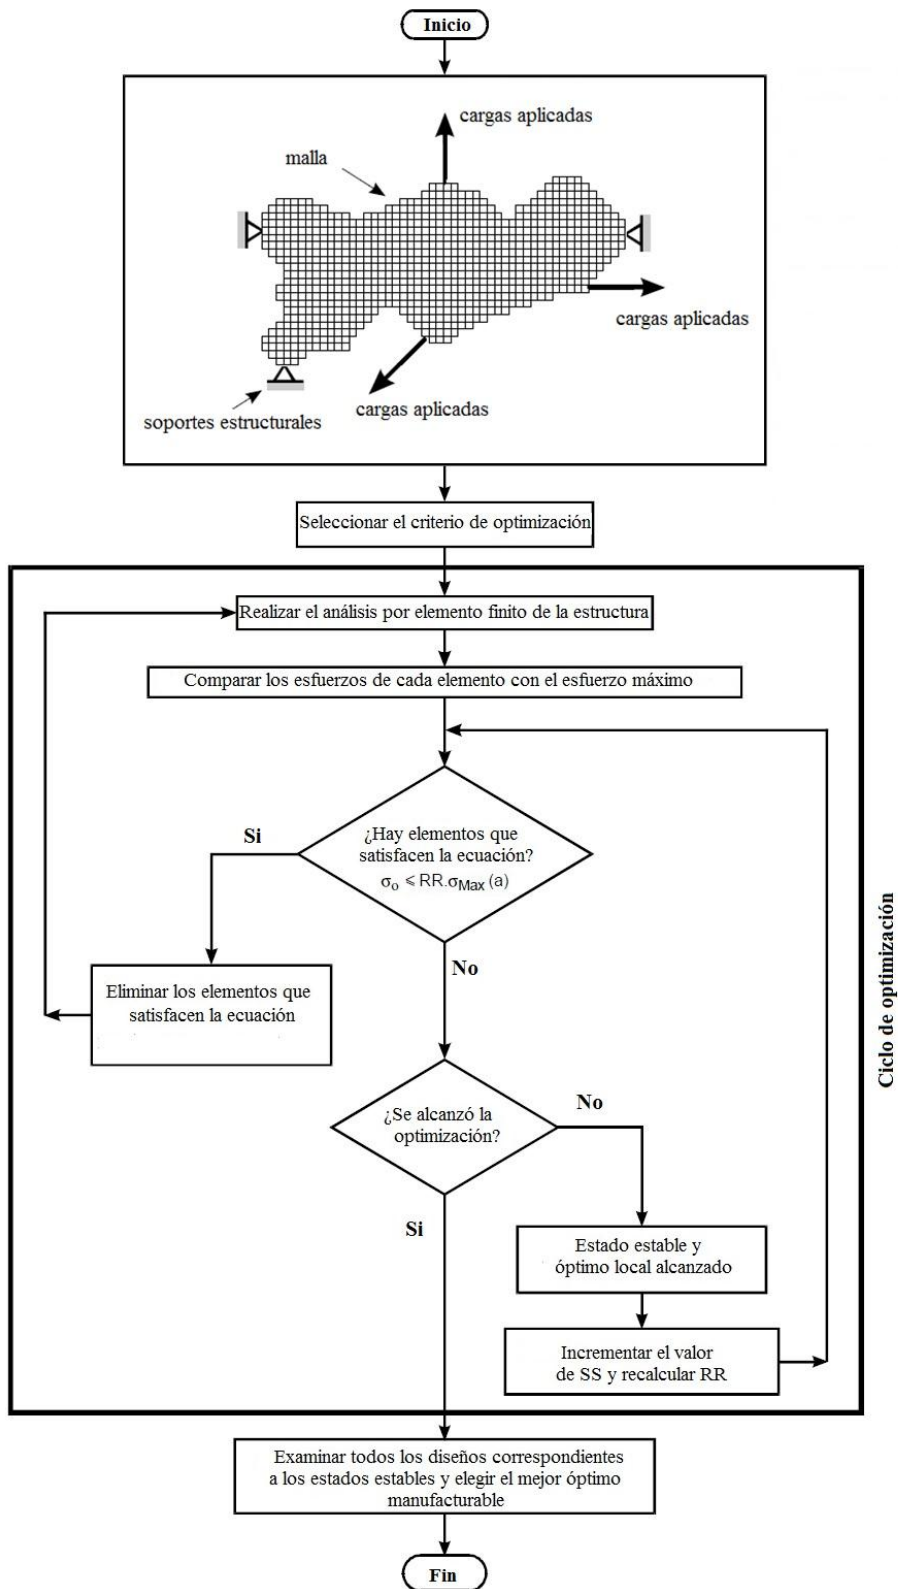 Inicio
cargas aplicadas
malla
cargas aplicadas
cargas aplicadas
soportes estructurales
Seleccionar el criterio de optimización
Realizar el análisis por elemento finito de la estructura
Comparar los esfuerzos de cada elemento con el esfuerzo máximo
¿Hay elementos que
satisfacen la ecuación?
σo ≤ RR.σMax (a)
Si
No
Eliminar los elementos que
satisfacen la ecuación
¿Se alcanzó la
optimización?
No
Si
Estado estable y
óptimo local alcanzado
Incrementar el valor
de SS y recalcular RR
Ciclo de optimización
Examinar todos los diseños correspondientes
a los estados estables y elegir el mejor óptimo
manufacturable
Fin